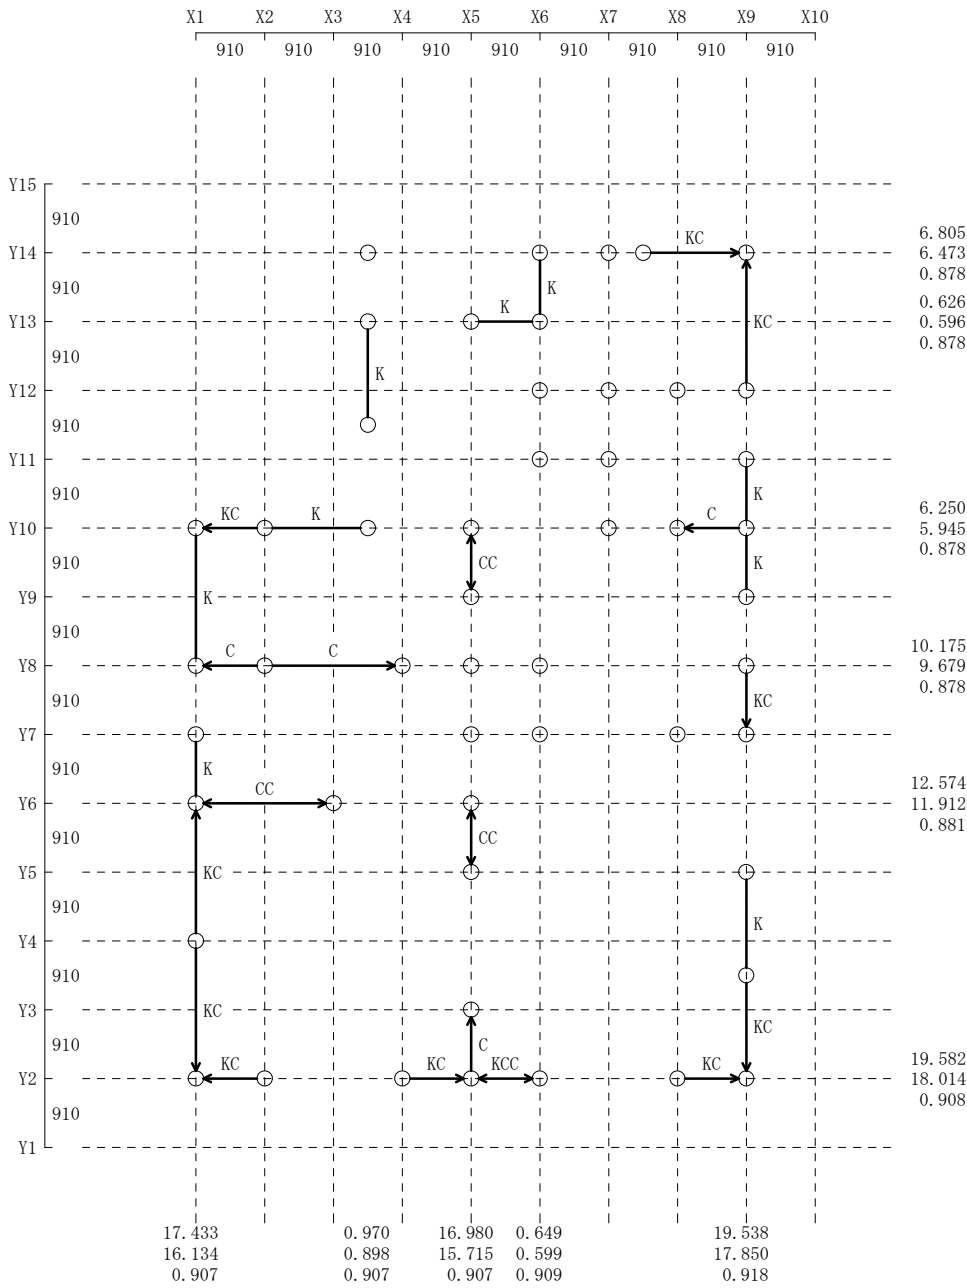 X1 X2 X3 X4 X5 X6 X7 X8 X9 X10
910 910 910 910 910 910 910 910 910
Y15
910
6.805
KC
Y14 6.473
0.878
910 K
0.626
K
Y13 KC 0.596
0.878
910
K
Y12
910
Y11
910 K
6.250
KC K C
Y10 5.945
0.878
910 CC K
Y9 K
910
10.175
C C
Y8 9.679
0.878
910 KC
Y7
910 K
12.574
CC
Y6 11.912
0.881
910 CC
Y5 KC
910
K
Y4
910
Y3 KC KC
910 C
19.582
KC KC KCC KC
Y2 18.014
0.908
910
Y1
17.433 0.970 16.980 0.649 19.538
16.134 0.898 15.715 0.599 17.850
0.907 0.907 0.907 0.909 0.918